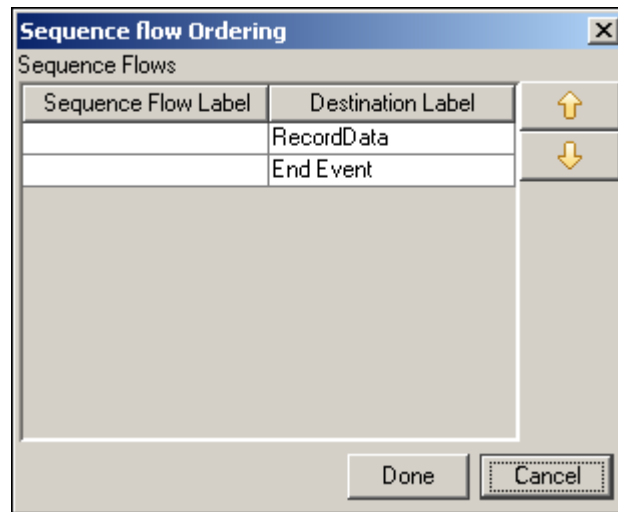 Sequence flow Ordering
Sequence Flows
Sequence Flow Label Destination Label
RecordData
End Event
Done Cancel